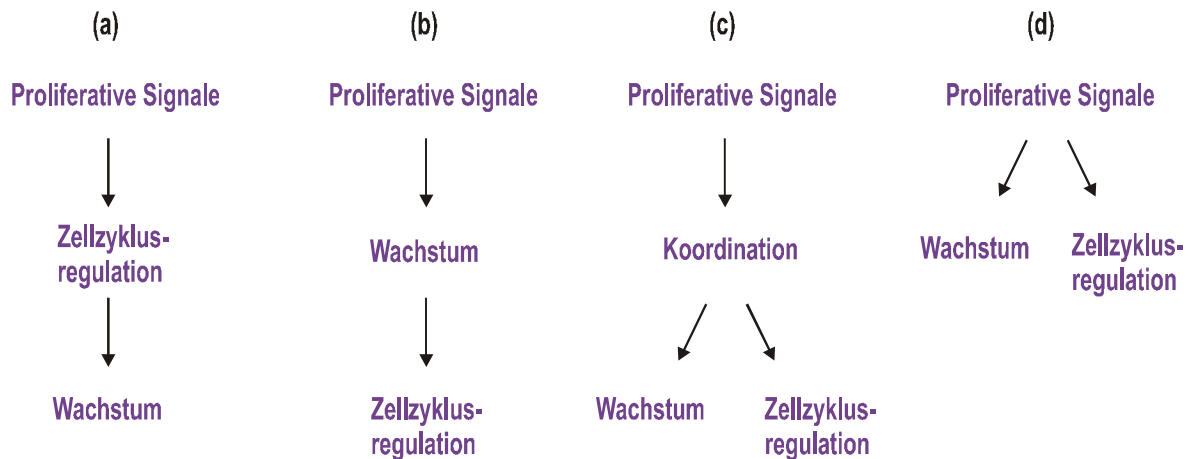 (a)
Proliferative Signale
Zellzyklus-
regulation
Wachstum
(b)
Proliferative Signale
Wachstum
Zellzyklus-
regulation
(c)
Proliferative Signale
Koordination
Wachstum
Zellzyklus-
regulation
(d)
Proliferative Signale
Wachstum
Zellzyklus-
regulation